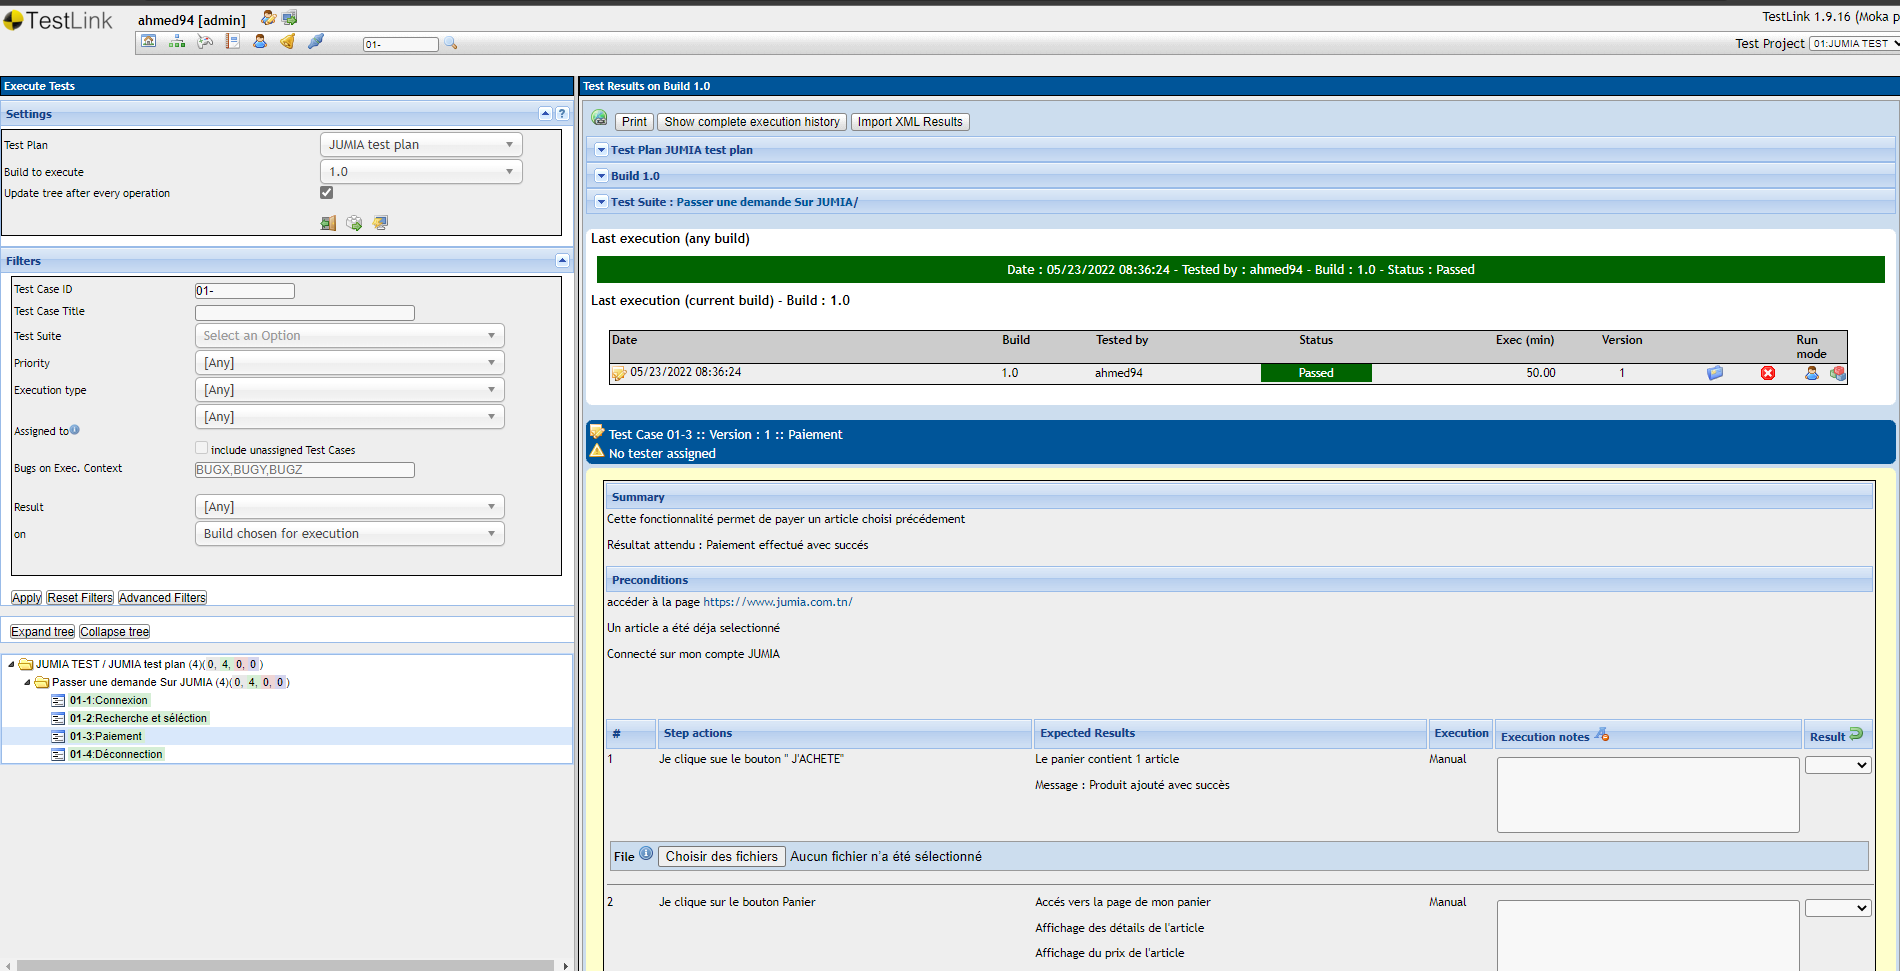 TestLink
ahmed94 [admin]
TestLink 1.9.16 (Moka p
01-
Test Project 01:JUMIA TEST
Execute Tests
Settings
?
Test Plan JUMIA test plan
Build to execute 1.0
Update tree after every operation
Filters
Test Case ID 01-
Test Case Title
Test Suite Select an Option
Priority [Any]
Execution type [Any]
[Any]
Assigned to
include unassigned Test Cases
Bugs on Exec. Context BUGX,BUGY,BUGZ
Result [Any]
on Build chosen for execution
Apply Reset Filters Advanced Filters
Expand tree Collapse tree
JUMIA TEST / JUMIA test plan (4)(0, 4, 0, 0 )
Passer une demande Sur JUMIA (4)(0, 4, 0, 0 )
01-1:Connexion
01-2:Recherche et séléction
01-3:Paiement
01-4:Déconnection
Test Results on Build 1.0
Print Show complete execution history Import XML Results
Test Plan JUMIA test plan
Build 1.0
Test Suite : Passer une demande Sur JUMIA/
Last execution (any build)
Date : 05/23/2022 08:36:24 - Tested by : ahmed94 - Build : 1.0 - Status : Passed
Last execution (current build) - Build : 1.0
Date Build Tested by Status Exec (min) Version Run mode
05/23/2022 08:36:24 1.0 ahmed94 Passed 50.00 1
Test Case 01-3 :: Version : 1 :: Paiement
No tester assigned
Summary
Cette fonctionnalité permet de payer un article choisi précédement
Résultat attendu : Paiement effectué avec succés
Preconditions
accéder à la page https://www.jumia.com.tn/
Un article a été déja selectionné
Connecté sur mon compte JUMIA
# Step actions Expected Results Execution Execution notes Result
1 Je clique sue le bouton " J'ACHETE" Le panier contient 1 article Manual
Message : Produit ajouté avec succès
File Choisir des fichiers Aucun fichier n'a été sélectionné
2 Je clique sur le bouton Panier Accés vers la page de mon panier Manual
Affichage des détails de l'article
Affichage du prix de l'article